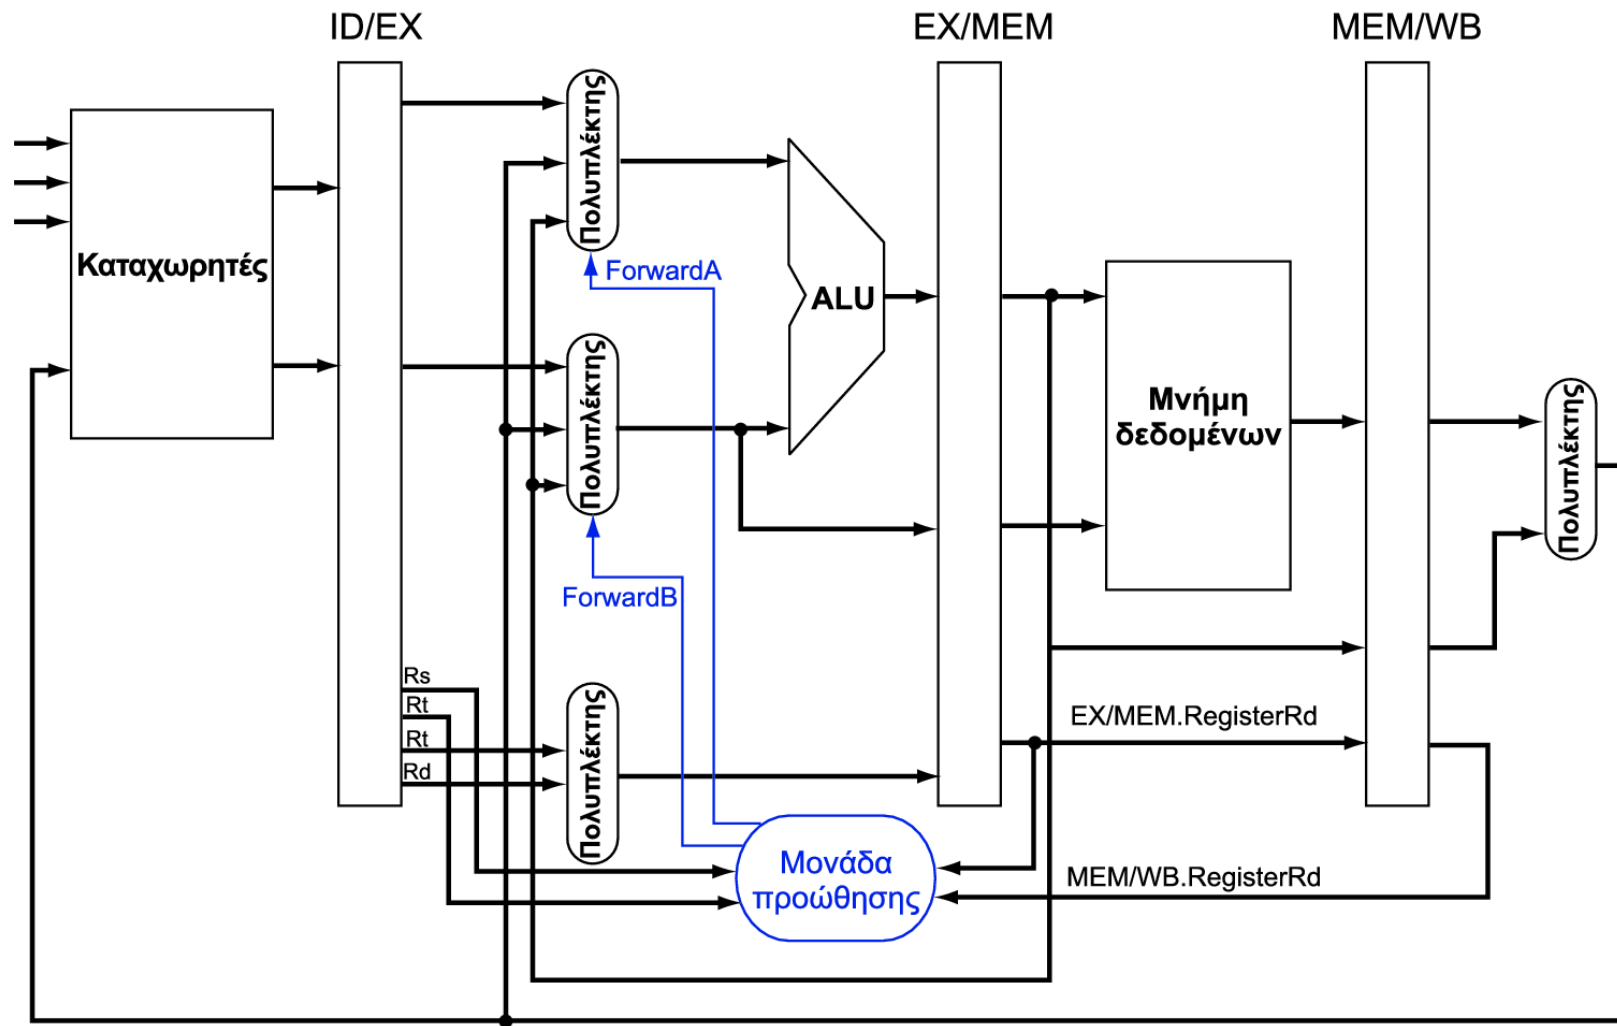 ID/EX
EX/MEM
MEM/WB
Πολυπλέκτης
Καταχωρητές
ForwardA
ALU
Πολυπλέκτης
Μνήμη
δεδομένων
Πολυπλέκτης
ForwardB
Rs
Rt
Rt
Rd
Πολυπλέκτης
EX/MEM.RegisterRd
Μονάδα
προώθησης
MEM/WB.RegisterRd